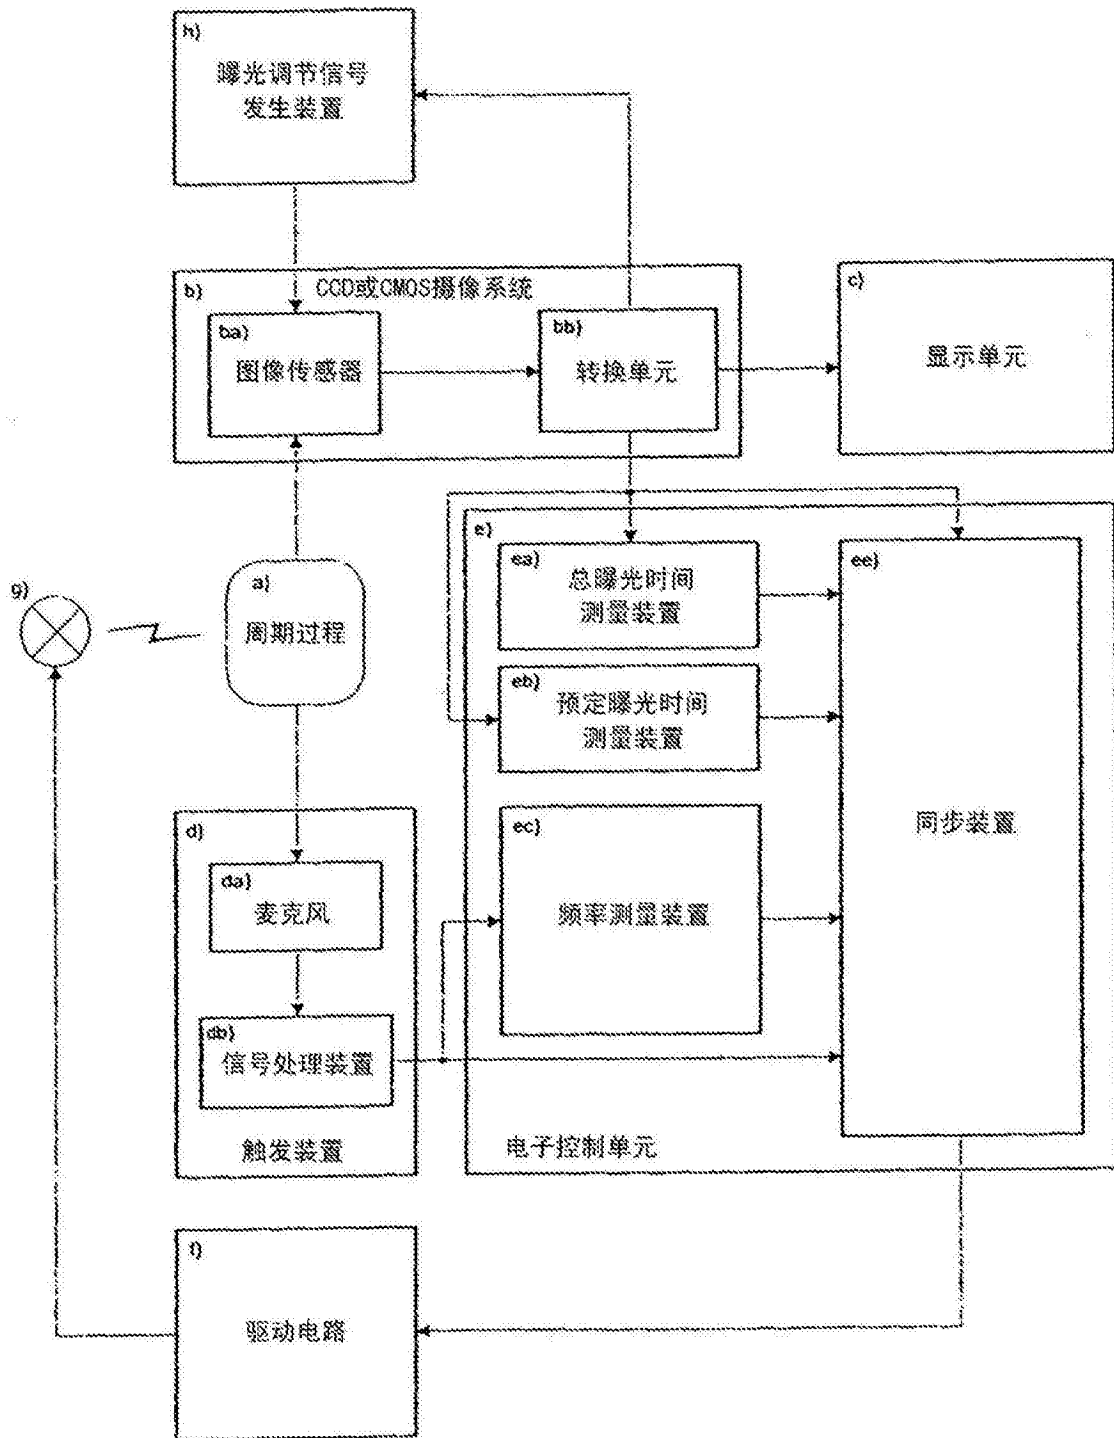 h)
曝光调节信号
发生装置
b)
CCD或CMOS摄像系统
ba)
图像传感器
bb)
转换单元
c)
显示单元
g)
a)
周期过程
e)
ea)
总曝光时间
测量装置
eb)
预定曝光时间
测量装置
ec)
频率测量装置
ee)
同步装置
电子控制单元
d)
da)
麦克风
db)
信号处理装置
触发装置
f)
驱动电路